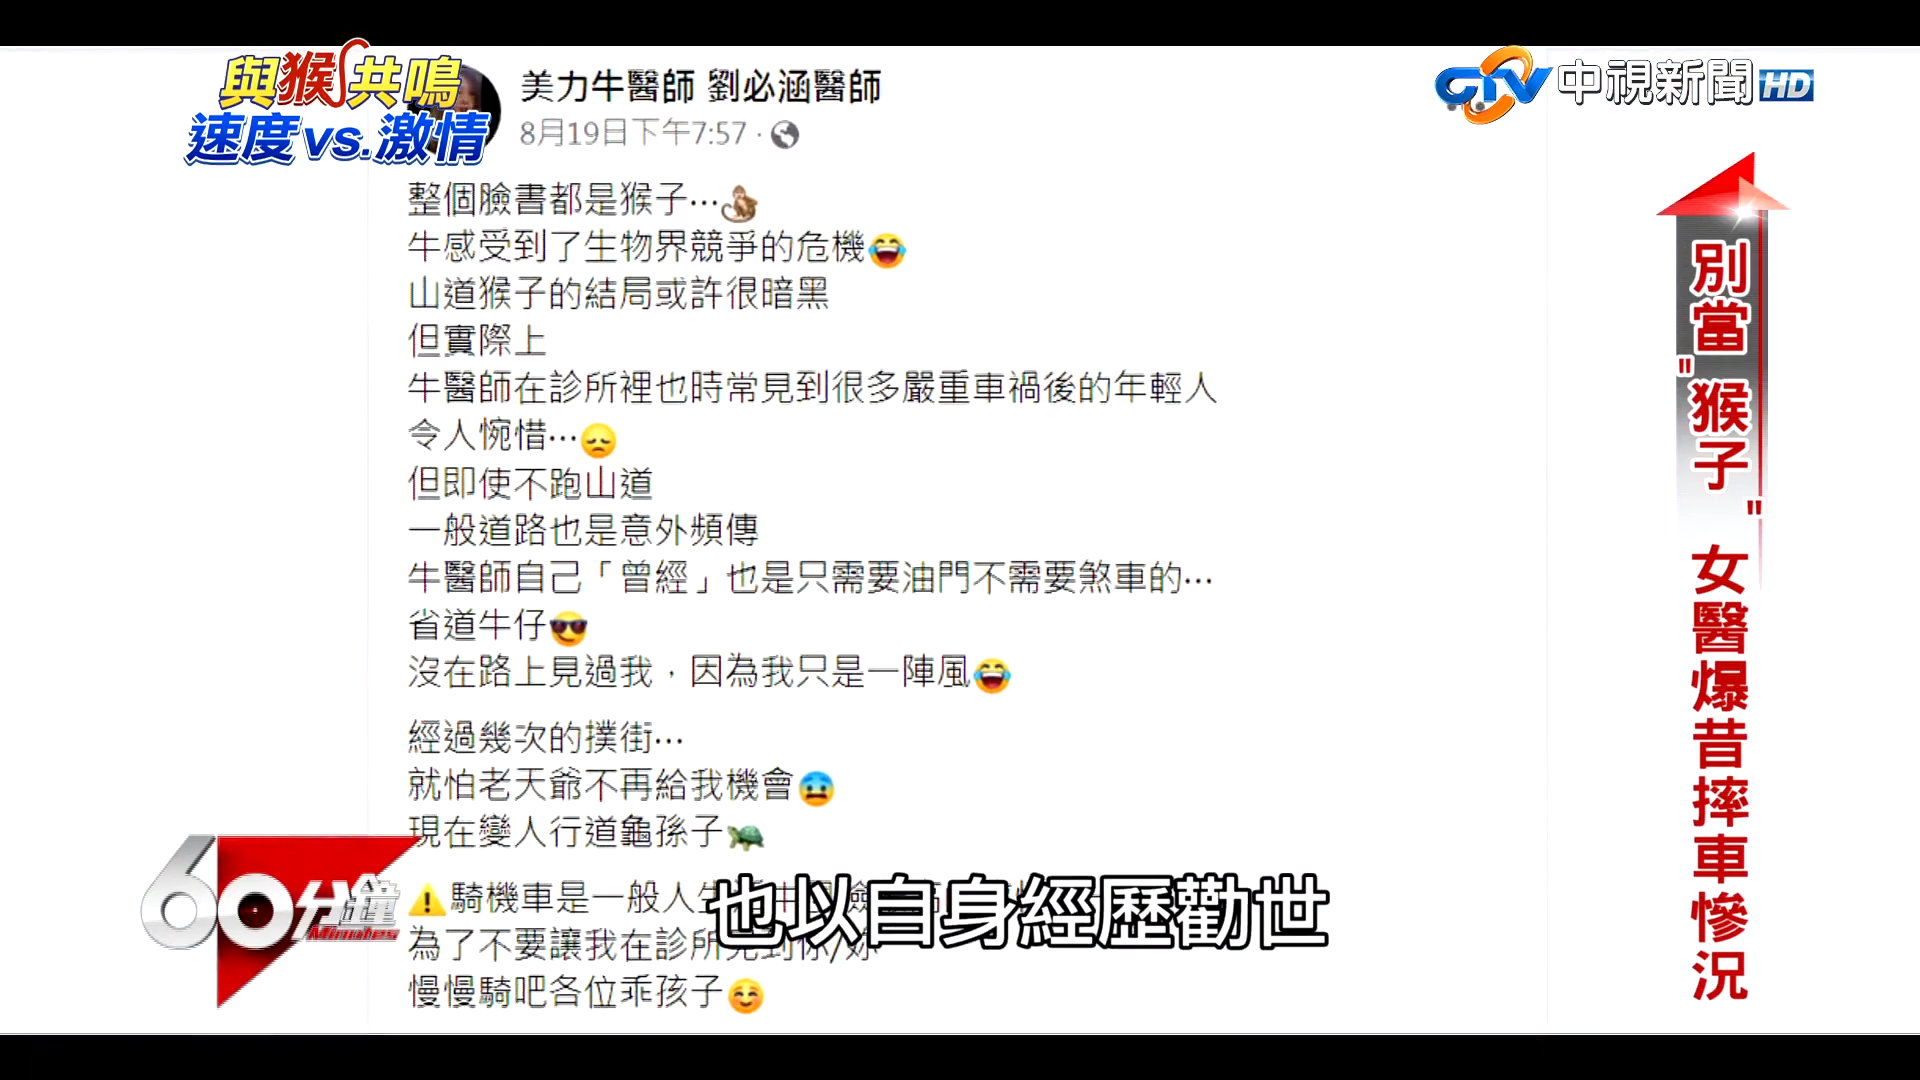 與猴共鳴
速度vs.激情
美力牛醫師 劉必涵醫師
8月19日下午7:57
CTV 中視新聞 HD
整個臉書都是猴子…
牛感受到了生物界競爭的危機
山道猴子的結局或許很暗黑
但實際上
牛醫師在診所裡也時常見到很多嚴重車禍後的年輕人
令人惋惜…
但即使不跑山道
一般道路也是意外頻傳
牛醫師自己「曾經」也是只需要油門不需要煞車的…
省道牛仔
沒在路上見過我，因為我只是一陣風
經過幾次的撲街…
就怕老天爺不再給我機會
現在變人行道龜孫子
騎機車是一般人生
為了不要讓我在診所見到你/妳
慢慢騎吧各位乖孩子
也以自身經歷勸世
60分鐘
Minutes
別當"猴子" 女醫爆昔摔車慘況